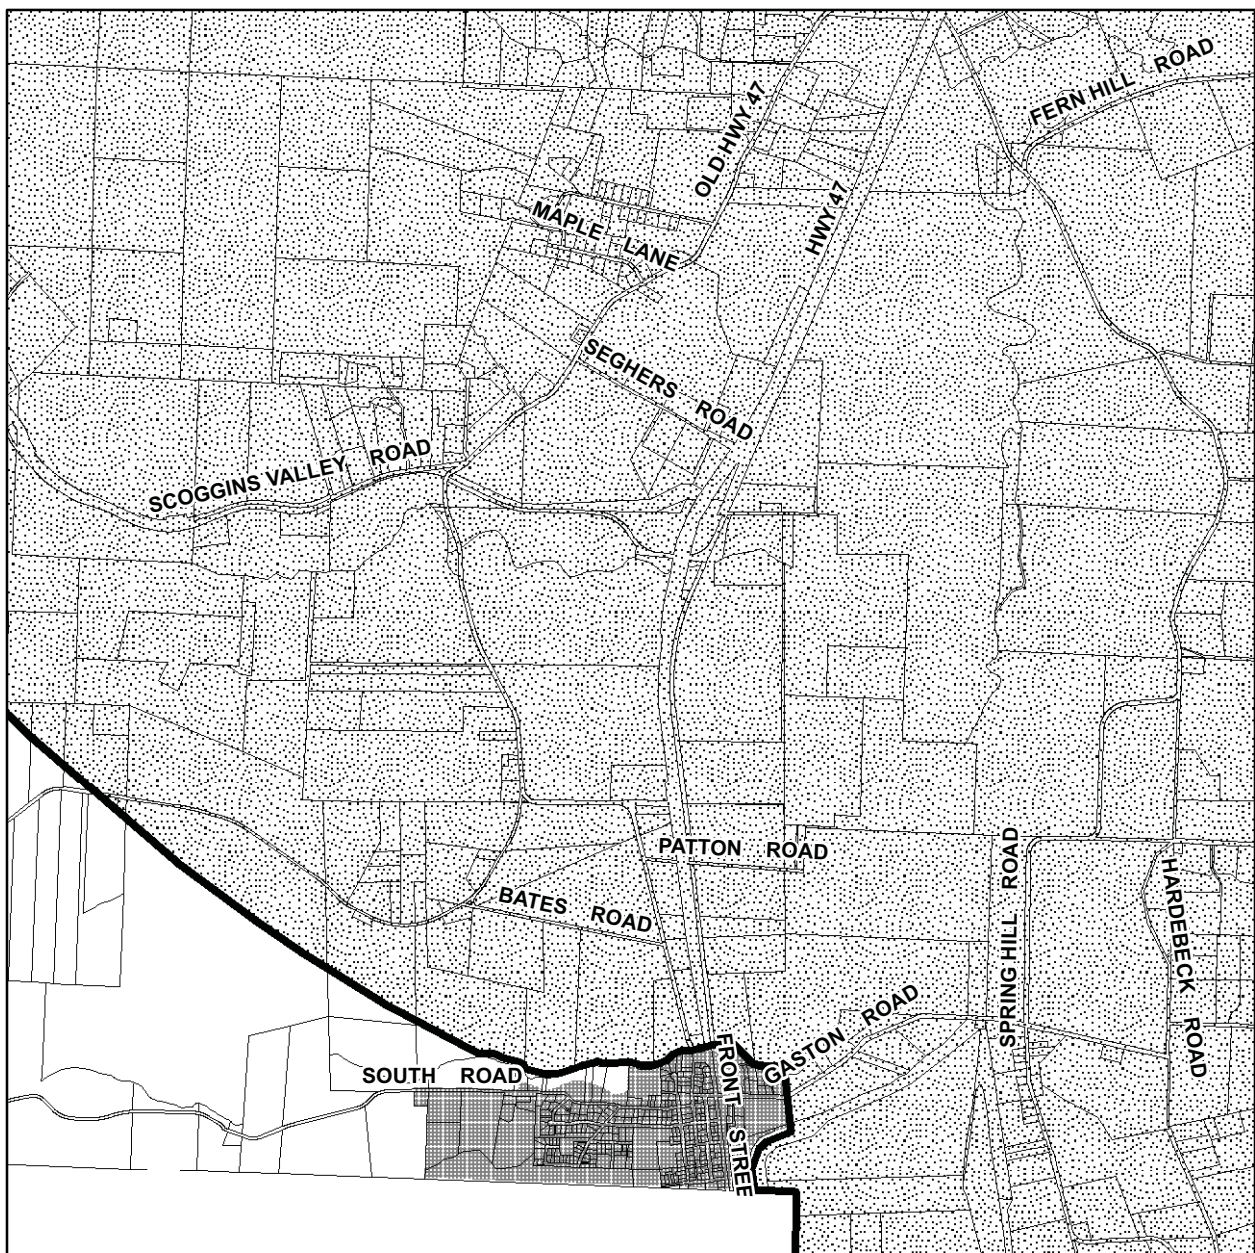 FERN HILL ROAD
OLD HWY 47
HWY 47
MAPLE LANE
SEGHERS ROAD
SCOGGINS VALLEY ROAD
PATTON ROAD
BATES ROAD
SPRING HILL ROAD
HARDEBECK ROAD
GASTON ROAD
SOUTH ROAD
FRONT STREE